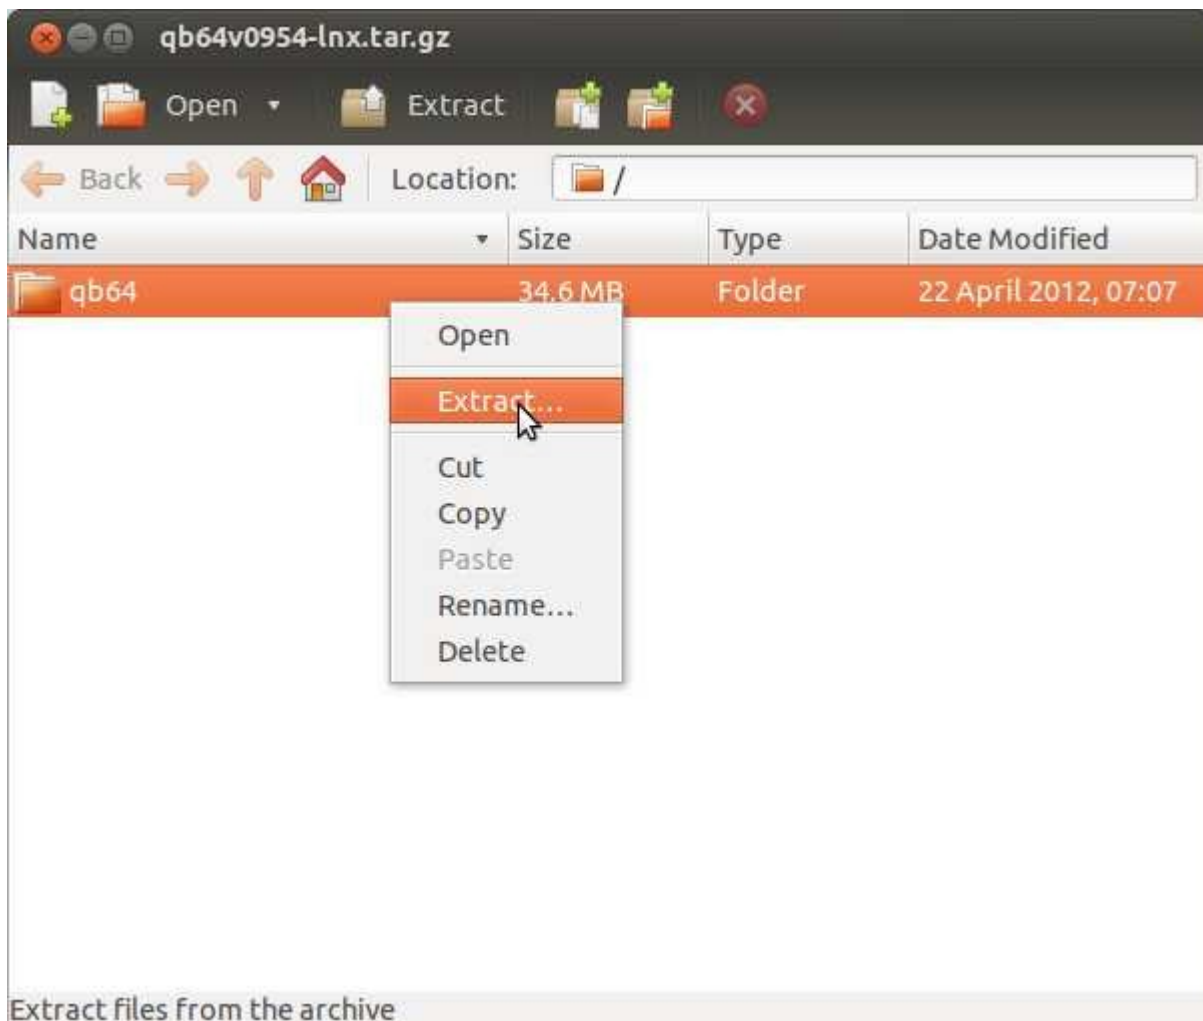 qb64v0954-lnx.tar.gz
Open Extract
Back Location: /
Name Size Type Date Modified
qb64 34.6 MB Folder 22 April 2012, 07:07
Open
Extract...
Cut
Copy
Paste
Rename...
Delete
Extract files from the archive